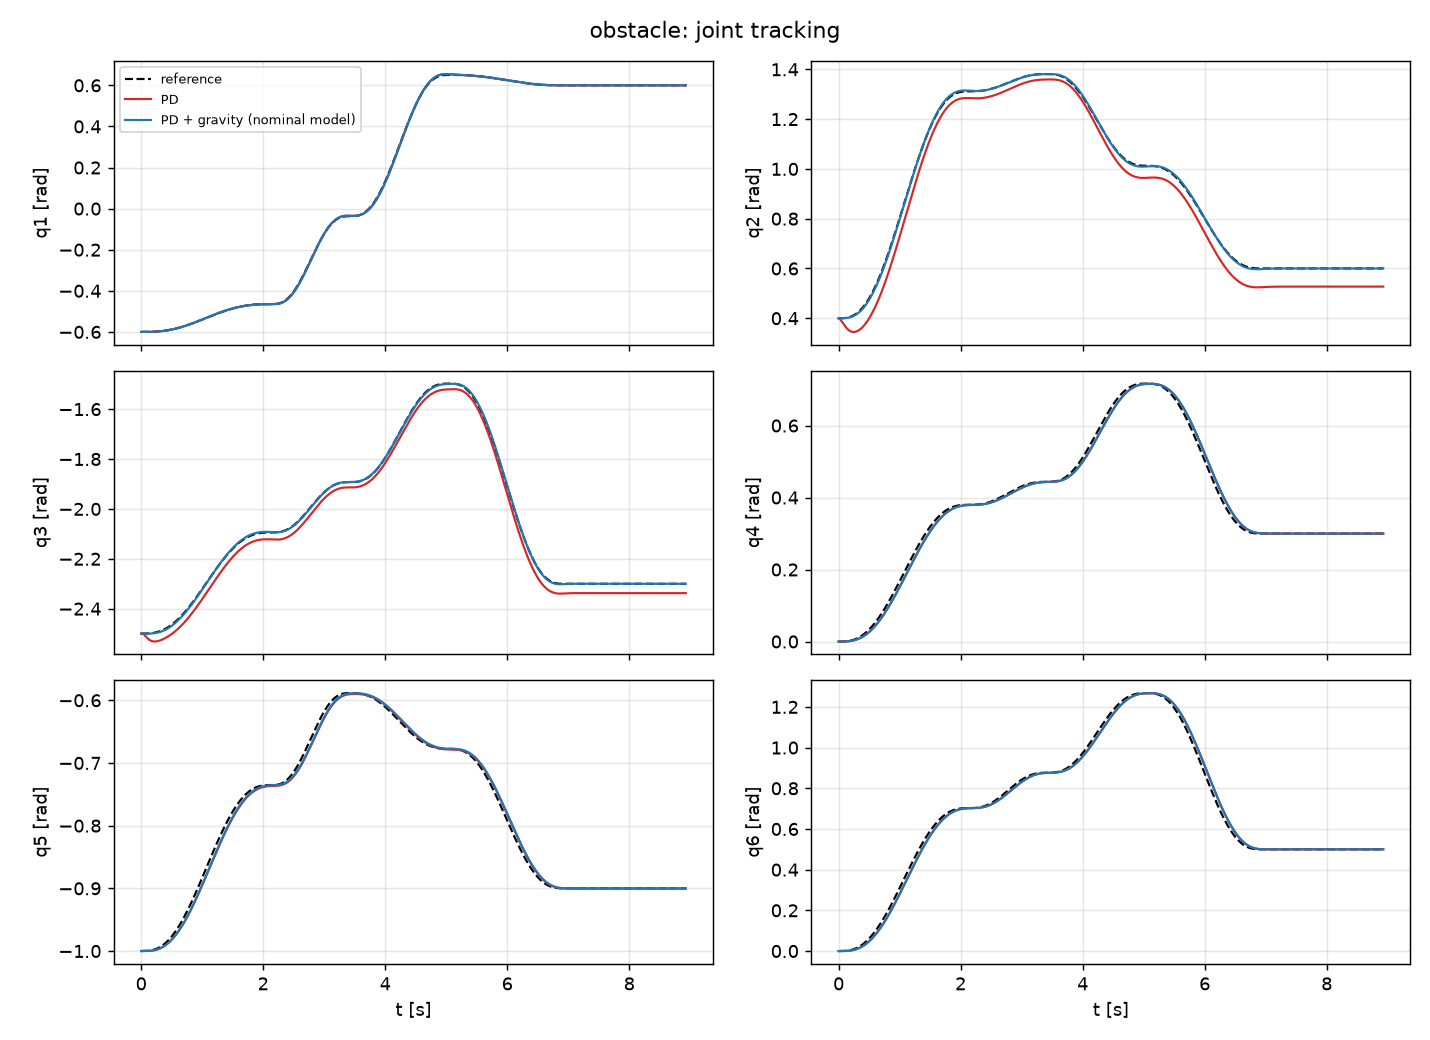 obstacle: joint tracking
reference
PD
PD + gravity (nominal model)
q1 [rad]
0.6
0.4
0.2
0.0
−0.2
−0.4
−0.6
q2 [rad]
1.4
1.2
1.0
0.8
0.6
0.4
q3 [rad]
−1.6
−1.8
−2.0
−2.2
−2.4
q4 [rad]
0.6
0.4
0.2
0.0
q5 [rad]
−0.6
−0.7
−0.8
−0.9
−1.0
0 2 4 6 8
t [s]
q6 [rad]
1.2
1.0
0.8
0.6
0.4
0.2
0.0
0 2 4 6 8
t [s]